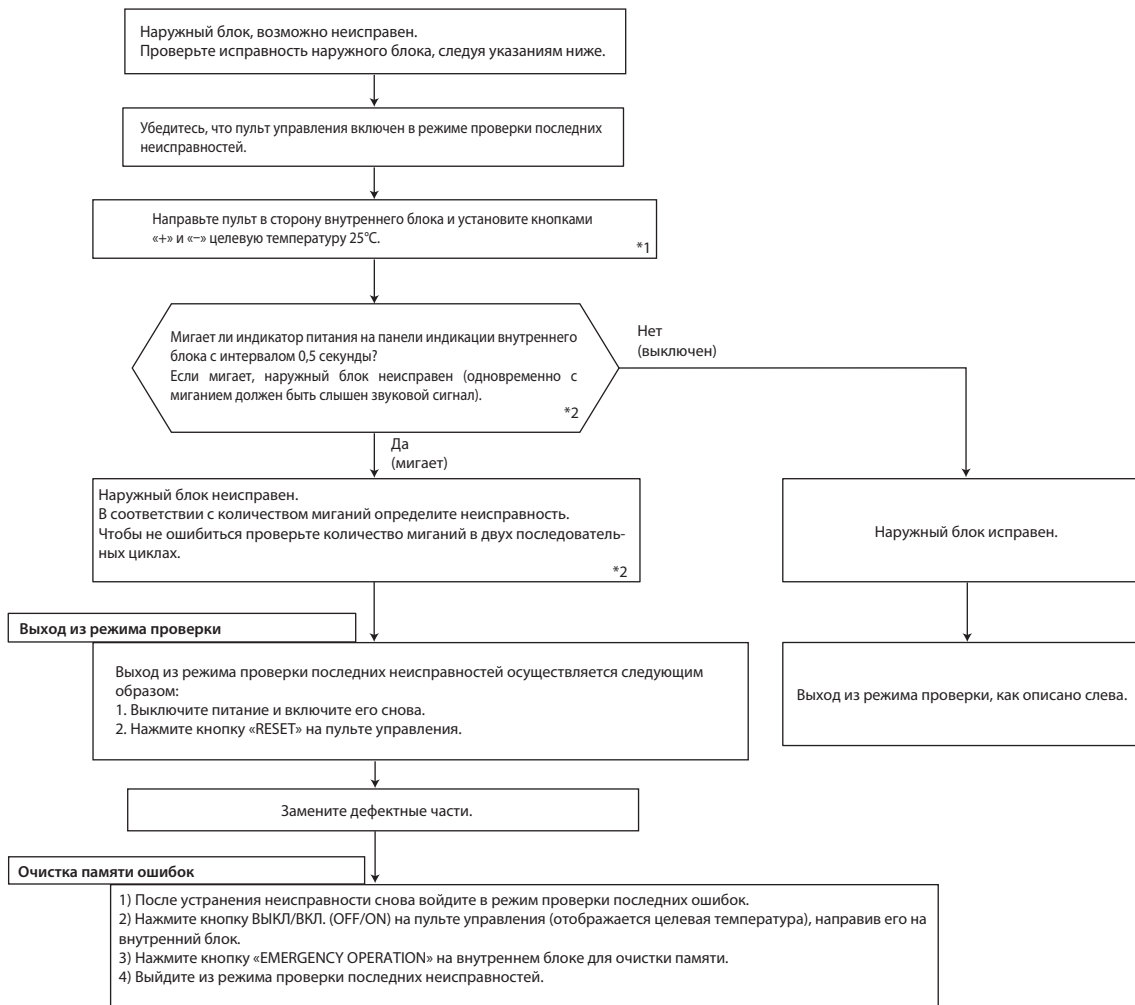 Наружный блок, возможно неисправен.
Проверьте исправность наружного блока, следуя указаниям ниже.
Убедитесь, что пульт управления включен в режиме проверки последних
неисправностей.
Направьте пульт в сторону внутреннего блока и установите кнопками
«+» и «–» целевую температуру 25°C.
*1
Мигает ли индикатор питания на панели индикации внутреннего
блока с интервалом 0,5 секунды?
Если мигает, наружный блок неисправен (одновременно с
миганием должен быть слышен звуковой сигнал).
*2
Нет
(выключен)
Да
(мигает)
Наружный блок неисправен.
В соответствии с количеством миганий определите неисправность.
Чтобы не ошибиться проверьте количество миганий в двух последователь-
ных циклах.
*2
Наружный блок исправен.
Выход из режима проверки
Выход из режима проверки последних неисправностей осуществляется следующим
образом:
1. Выключите питание и включите его снова.
2. Нажмите кнопку «RESET» на пульте управления.
Выход из режима проверки, как описано слева.
Замените дефектные части.
Очистка памяти ошибок
1) После устранения неисправности снова войдите в режим проверки последних ошибок.
2) Нажмите кнопку ВЫКЛ/ВКЛ. (OFF/ON) на пульте управления (отображается целевая температура), направив его на
внутренний блок.
3) Нажмите кнопку «EMERGENCY OPERATION» на внутреннем блоке для очистки памяти.
4) Выйдите из режима проверки последних неисправностей.